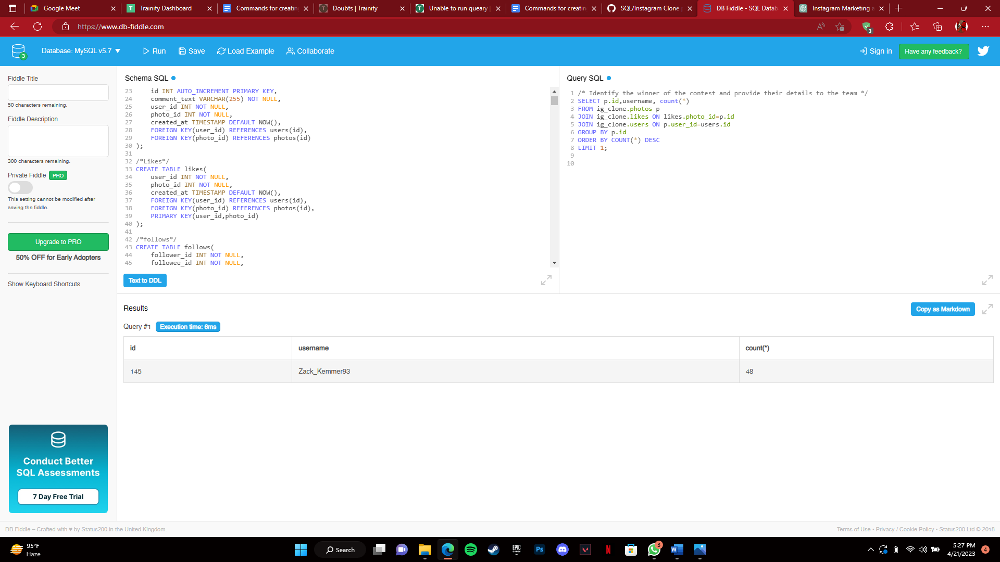 Google Meet
Trainity Dashboard
Commands for creatin
Doubts | Trainity
Unable to run queary |
Commands for creatin
SQL/Instagram Clone
DB Fiddle - SQL Datab
Instagram Marketing a
https://www.db-fiddle.com
3
3
Database: MySQL v5.7
Run
Save
Load Example
Collaborate
Sign in
Have any feedback?
Fiddle Title
50 characters remaining.
Fiddle Description
300 characters remaining.
Private Fiddle PRO
This setting cannot be modified after
saving the fiddle.
Upgrade to PRO
50% OFF for Early Adopters
Show Keyboard Shortcuts
Conduct Better
SQL Assessments
7 Day Free Trial
Schema SQL
23 id INT AUTO_INCREMENT PRIMARY KEY,
24 comment_text VARCHAR(255) NOT NULL,
25 user_id INT NOT NULL,
26 photo_id INT NOT NULL,
27 created_at TIMESTAMP DEFAULT NOW(),
28 FOREIGN KEY(user_id) REFERENCES users(id),
29 FOREIGN KEY(photo_id) REFERENCES photos(id)
30 );
31
32 /*Likes*/
33 CREATE TABLE likes(
34 user_id INT NOT NULL,
35 photo_id INT NOT NULL,
36 created_at TIMESTAMP DEFAULT NOW(),
37 FOREIGN KEY(user_id) REFERENCES users(id),
38 FOREIGN KEY(photo_id) REFERENCES photos(id),
39 PRIMARY KEY(user_id,photo_id)
40 );
41
42 /*follows*/
43 CREATE TABLE follows(
44 follower_id INT NOT NULL,
45 followee_id INT NOT NULL,
Text to DDL
Query SQL
1 /* Identify the winner of the contest and provide their details to the team */
2 SELECT p.id,username, count(*)
3 FROM ig_clone.photos p
4 JOIN ig_clone.likes ON likes.photo_id=p.id
5 JOIN ig_clone.users ON p.user_id=users.id
6 GROUP BY p.id
7 ORDER BY COUNT(*) DESC
8 LIMIT 1;
9
10
Results
Copy as Markdown
Query #1 Execution time: 6ms
id username count(*)
145 Zack_Kemmer93 48
DB Fiddle – Crafted with ♥ by Status200 in the United Kingdom.
Terms of Use • Privacy / Cookie Policy • Status200 Ltd © 2018
95°F
Haze
Search
EPIC
GAMES
Ps
N
3
W
5:27 PM
4/21/2023
4